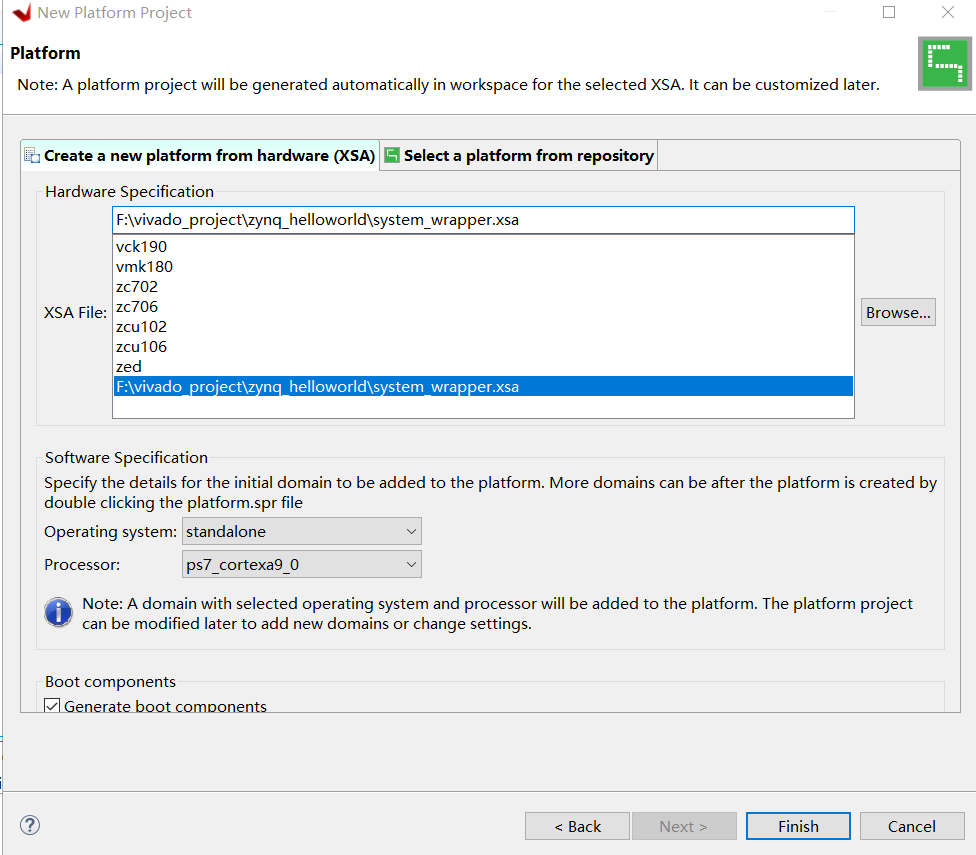 New Platform Project
Platform
Note: A platform project will be generated automatically in workspace for the selected XSA. It can be customized later.
Create a new platform from hardware (XSA)
Select a platform from repository
Hardware Specification
F:\vivado_project\zynq_helloworld\system_wrapper.xsa
vck190
vmk180
zc702
zc706
XSA File:
Browse...
zcu102
zcu106
zed
F:\vivado_project\zynq_helloworld\system_wrapper.xsa
Software Specification
Specify the details for the initial domain to be added to the platform. More domains can be after the platform is created by
double clicking the platform.spr file
Operating system: standalone
Processor: ps7_cortexa9_0
Note: A domain with selected operating system and processor will be added to the platform. The platform project
can be modified later to add new domains or change settings.
Boot components
Generate boot components
< Back
Next >
Finish
Cancel